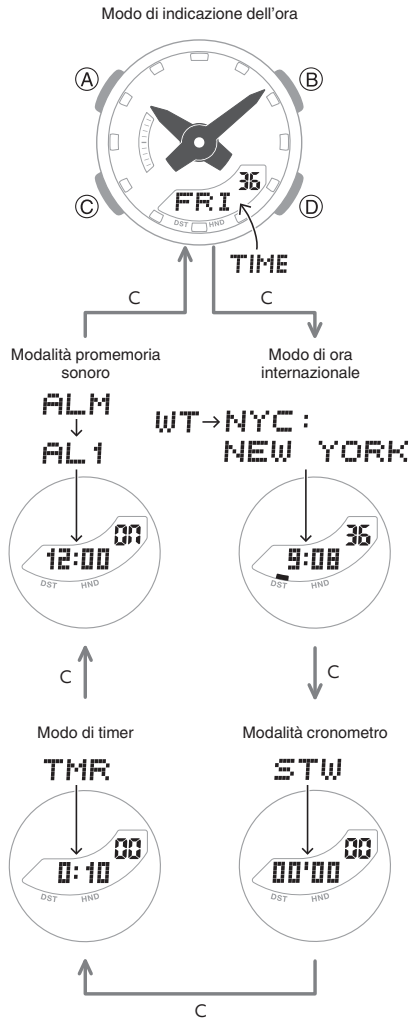 Modo di indicazione dell'ora
A
B
36
FRI
DST HND
C
D
TIME
C
C
Modalità promemoria
sonoro
ALM
AL1
ON
12:00
DST HND
Modo di ora
internazionale
WT→NYC:
NEW YORK
36
9:08
DST HND
C
C
Modo di timer
TMR
00
0:10
DST HND
Modalità cronometro
STW
00
00'00
DST HND
C